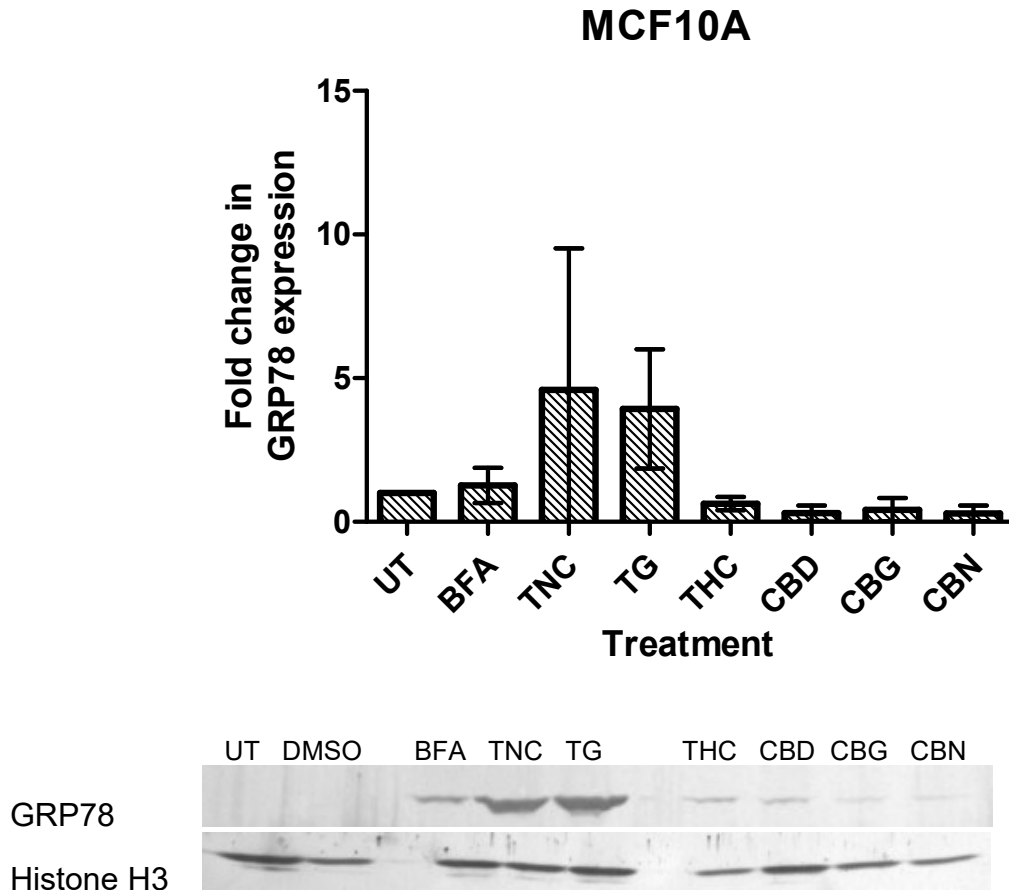 MCF10A
15
10
5
0
Fold change in
GRP78 expression
UT BFA TNC TG THC CBD CBG CBN
Treatment
UT DMSO BFA TNC TG THC CBD CBG CBN
GRP78
Histone H3